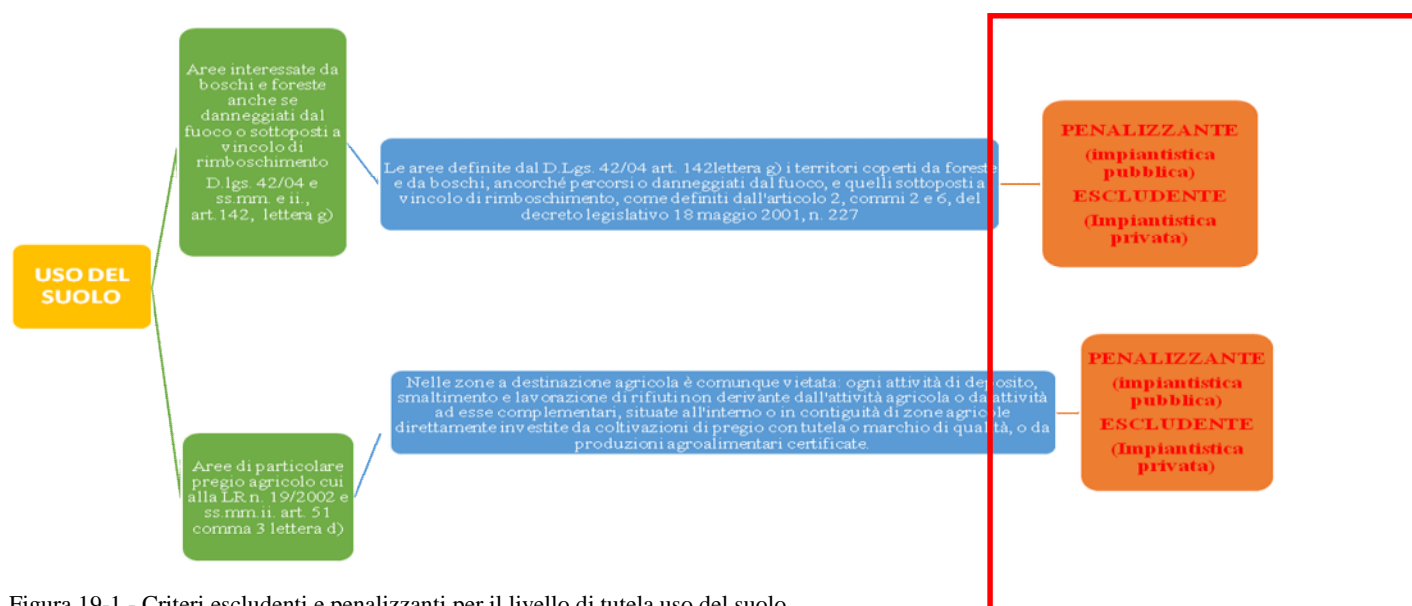 Aree interessate da
boschi e foreste
anche se
danneggiati dal
fuoco o sottoposti a
vincolo di
rimboschimento
D.lgs. 42/04 e
ss.mm. e ii.,
art.142, lettera g)
Le aree definite dal D.Lgs. 42/04 art. 142lettera g) i territori coperti da foreste
e da boschi, ancorché percorsi o danneggiati dal fuoco, e quelli sottoposti a
vincolo di rimboschimento, come definiti dall'articolo 2, commi 2 e 6, del
decreto legislativo 18 maggio 2001, n. 227
PENALIZZANTE
(impiantistica
pubblica)
ESCLUDENTE
(Impiantistica
privata)
USO DEL
SUOLO
Aree di particolare
pregio agricolo cui
alla LR n. 19/2002 e
ss.mm.ii. art. 51
comma 3 lettera d)
Nelle zone a destinazione agricola è comunque vietata: ogni attività di deposito,
smaltimento e lavorazione di rifiuti non derivante dall'attività agricola o da attività
ad esse complementari, situate all'interno o in contiguità di zone agricole
direttamente investite da coltivazioni di pregio con tutela o marchio di qualità, o da
produzioni agroalimentari certificate.
PENALIZZANTE
(impiantistica
pubblica)
ESCLUDENTE
(Impiantistica
privata)
Figura 19-1 - Criteri escludenti e penalizzanti per il livello di tutela uso del suolo